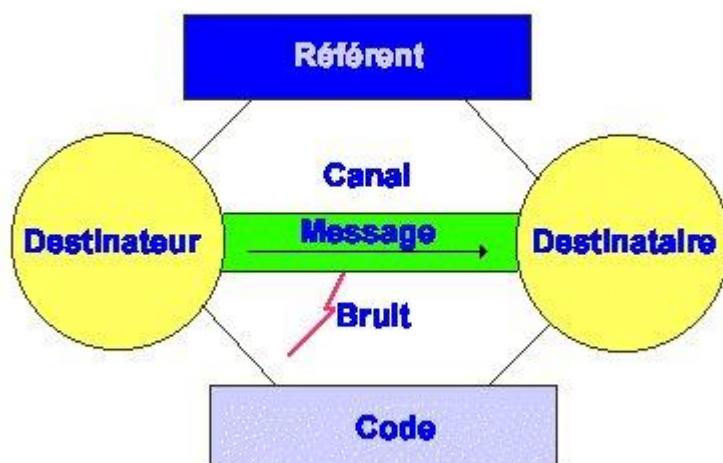 Référent
Canal
Destinateur
Message
Destinataire
Bruit
Code